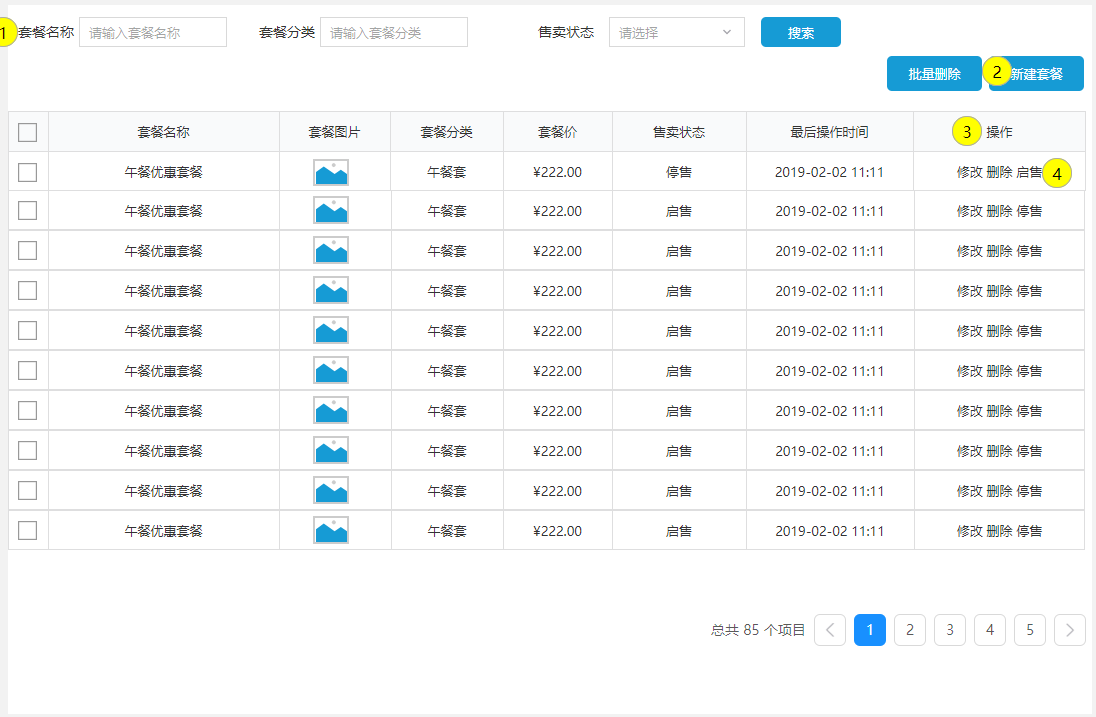 1 套餐名称 请输入套餐名称 套餐分类 请输入套餐分类 售卖状态 请选择 搜索
批量删除 2 新建套餐
套餐名称 套餐图片 套餐分类 套餐价 售卖状态 最后操作时间 3 操作
午餐优惠套餐 午餐套 ¥222.00 停售 2019-02-02 11:11 修改 删除 启售 4
午餐优惠套餐 午餐套 ¥222.00 启售 2019-02-02 11:11 修改 删除 停售
午餐优惠套餐 午餐套 ¥222.00 启售 2019-02-02 11:11 修改 删除 停售
午餐优惠套餐 午餐套 ¥222.00 启售 2019-02-02 11:11 修改 删除 停售
午餐优惠套餐 午餐套 ¥222.00 启售 2019-02-02 11:11 修改 删除 停售
午餐优惠套餐 午餐套 ¥222.00 启售 2019-02-02 11:11 修改 删除 停售
午餐优惠套餐 午餐套 ¥222.00 启售 2019-02-02 11:11 修改 删除 停售
午餐优惠套餐 午餐套 ¥222.00 启售 2019-02-02 11:11 修改 删除 停售
午餐优惠套餐 午餐套 ¥222.00 启售 2019-02-02 11:11 修改 删除 停售
午餐优惠套餐 午餐套 ¥222.00 启售 2019-02-02 11:11 修改 删除 停售
总共 85 个项目 1 2 3 4 5